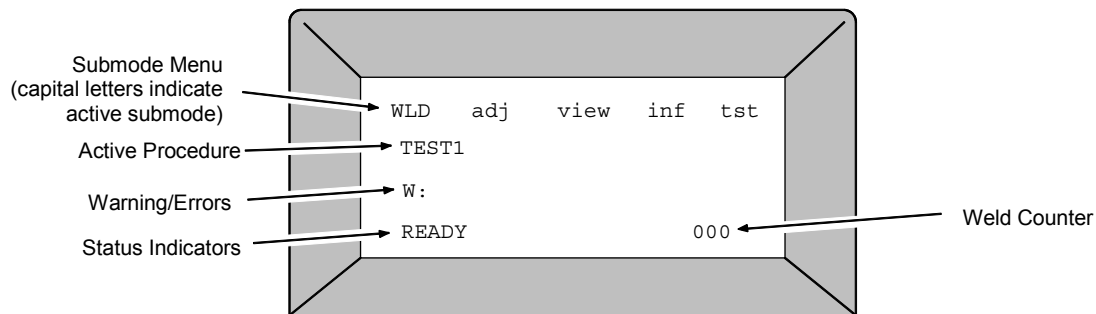 Submode Menu
(capital letters indicate
active submode)
WLD adj view inf tst
Active Procedure
TEST1
Warning/Errors
W:
Status Indicators
READY
000
Weld Counter